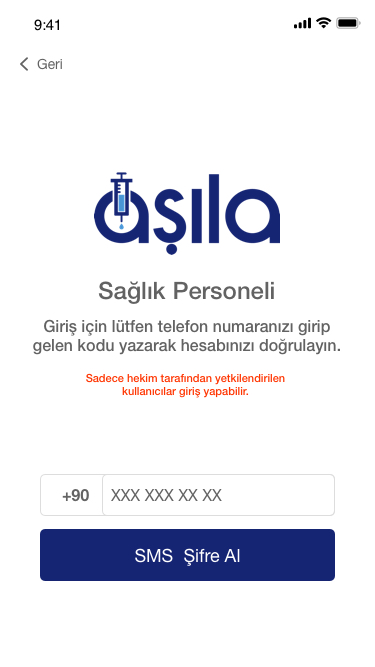 9:41
Geri
aşıla
Sağlık Personeli
Giriş için lütfen telefon numaranızı girip
gelen kodu yazarak hesabınızı doğrulayın.
Sadece hekim tarafından yetkilendirilen
kullanıcılar giriş yapabilir.
+90 XXX XXX XX XX
SMS  Şifre Al